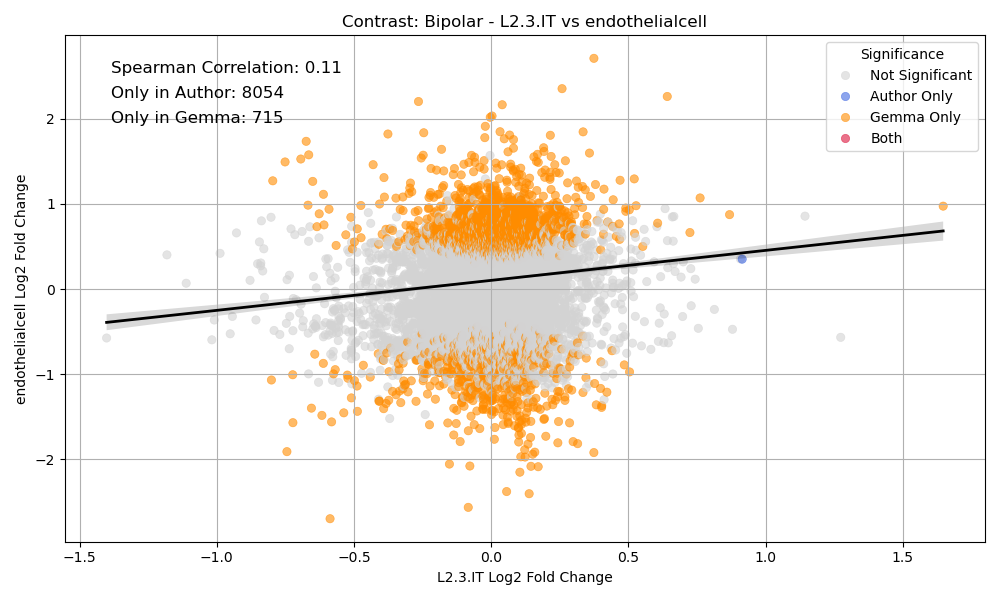 Contrast: Bipolar - L2.3.IT vs endothelialcell
Spearman Correlation: 0.11
Only in Author: 8054
Only in Gemma: 715
Significance
Not Significant
Author Only
Gemma Only
Both
endothelialcell Log2 Fold Change
2
1
0
−1
−2
−1.5
−1.0
−0.5
0.0
0.5
1.0
1.5
L2.3.IT Log2 Fold Change